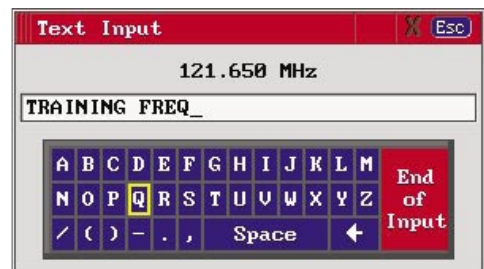 Text Input X Esc
121.650 MHz
TRAINING FREQ_
A B C D E F G H I J K L M
N O P Q R S T U V W X Y Z
/ ( ) - . , Space ←
End
of
Input